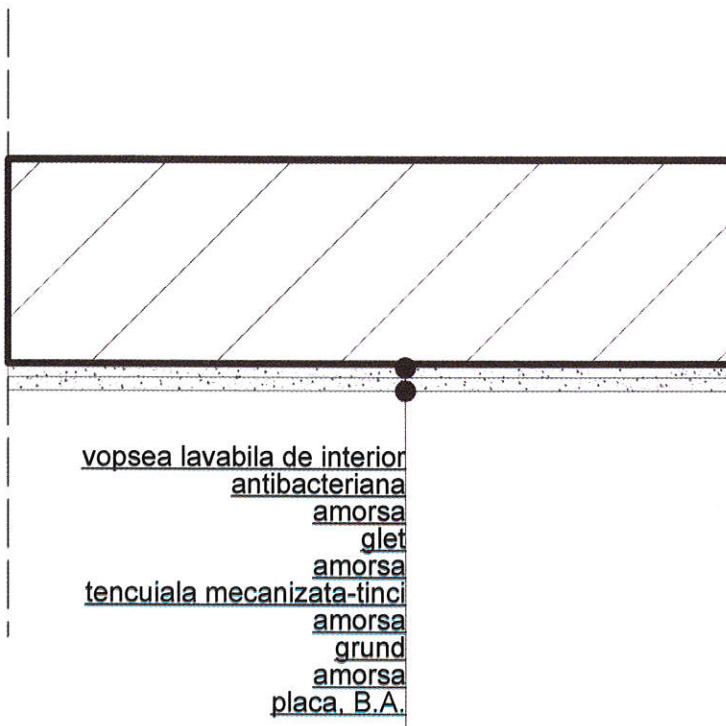 vopsea lavabila de interior
antibacteriana
amorsa
glet
amorsa
tencuiala mecanizata-tinci
amorsa
grund
amorsa
placa, B.A.